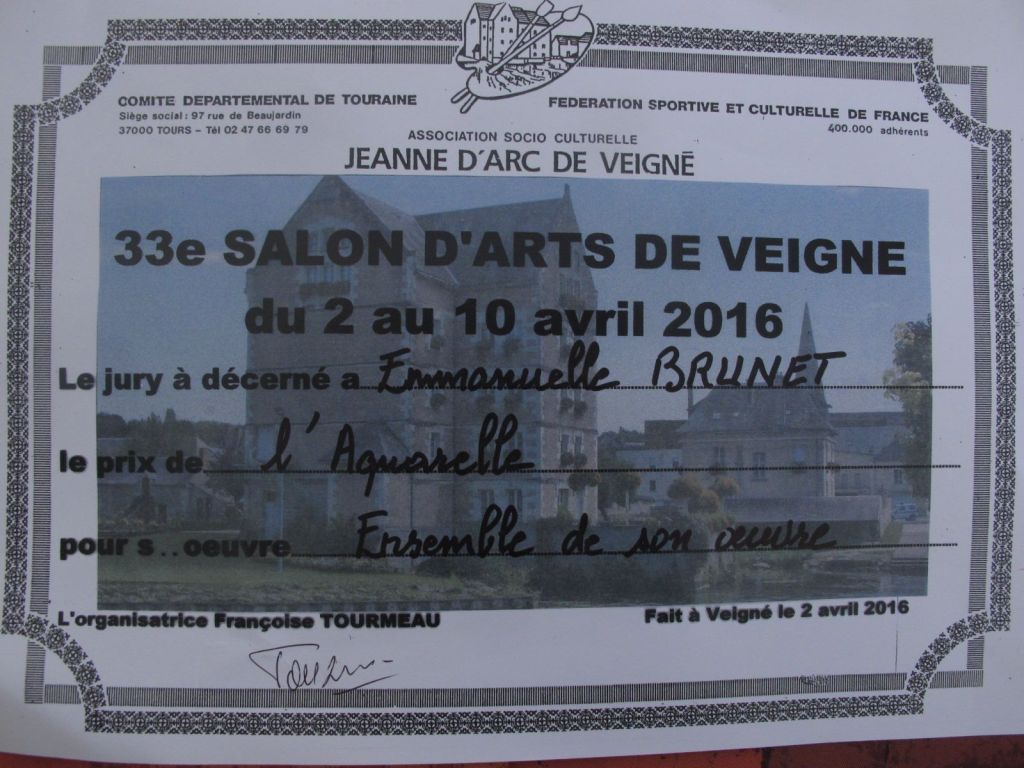 COMITE DEPARTEMENTAL DE TOURAINE
Siège social : 97 rue de Beaujardin
37000 TOURS – Tél 02 47 66 69 79
FEDERATION SPORTIVE ET CULTURELLE DE FRANCE
400.000 adhérents
ASSOCIATION SOCIO CULTURELLE
JEANNE D'ARC DE VEIGNÉ
33e SALON D'ARTS DE VEIGNE
du 2 au 10 avril 2016
Le jury à décerné a Emmanuelle BRUNET
le prix de l'Aquarelle
pour s..oeuvre Ensemble de son œuvre
L'organisatrice Françoise TOURMEAU
Fait à Veigné le 2 avril 2016